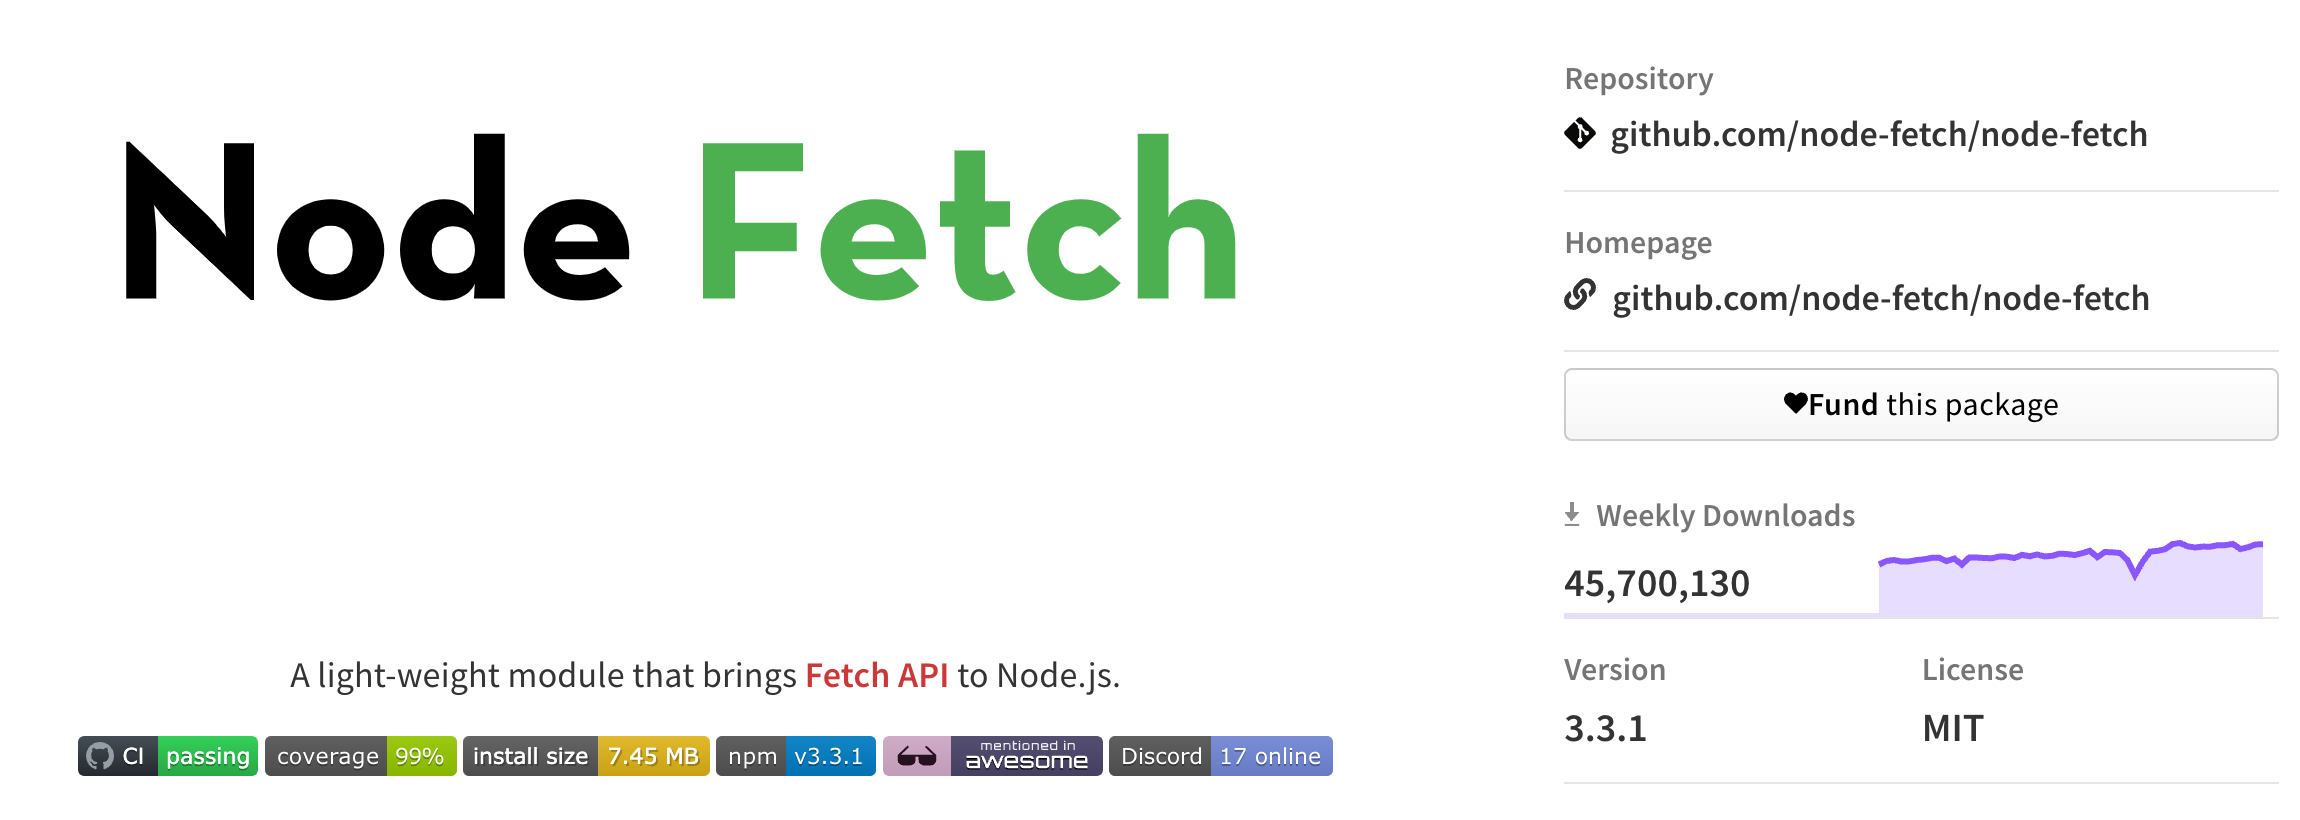 Node Fetch
A light-weight module that brings Fetch API to Node.js.
CI passing coverage 99% install size 7.45 MB npm v3.3.1 mentioned in awesome Discord 17 online
Repository
github.com/node-fetch/node-fetch
Homepage
github.com/node-fetch/node-fetch
Fund this package
Weekly Downloads
45,700,130
Version License
3.3.1 MIT